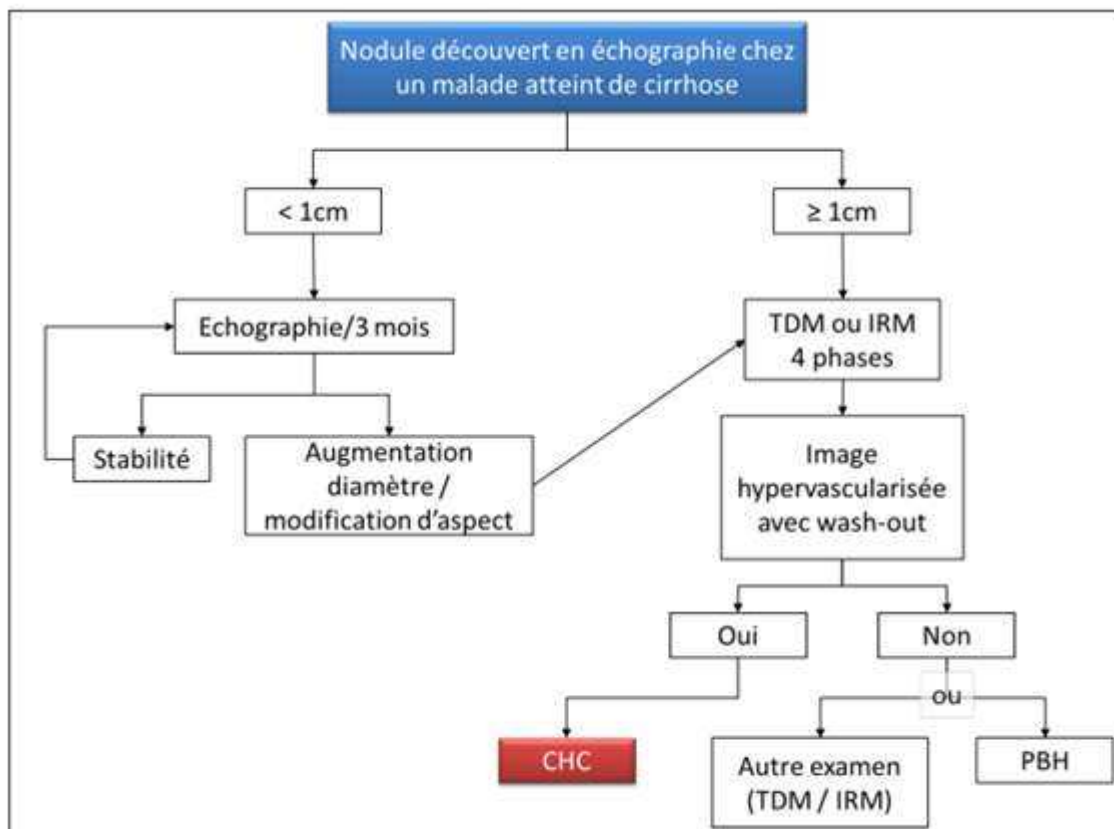 Nodule découvert en échographie chez
un malade atteint de cirrhose
< 1cm
≥ 1cm
Echographie/3 mois
TDM ou IRM
4 phases
Stabilité
Augmentation
diamètre /
modification d'aspect
Image
hypervascularisée
avec wash-out
Oui
Non
ou
CHC
Autre examen
(TDM / IRM)
PBH